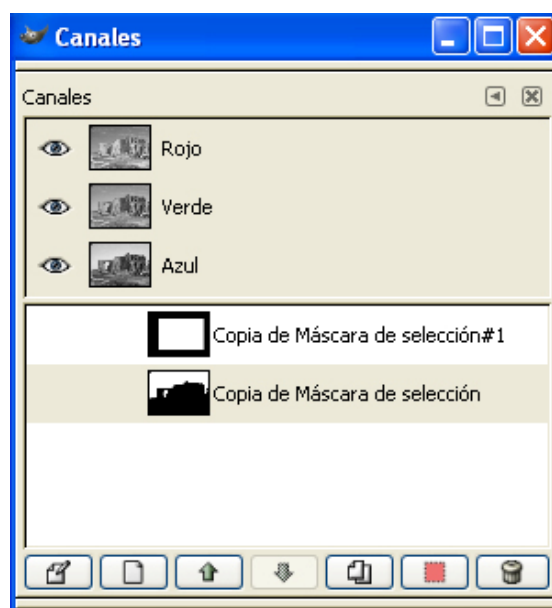 Canales
Canales
Rojo
Verde
Azul
Copia de Máscara de selección#1
Copia de Máscara de selección